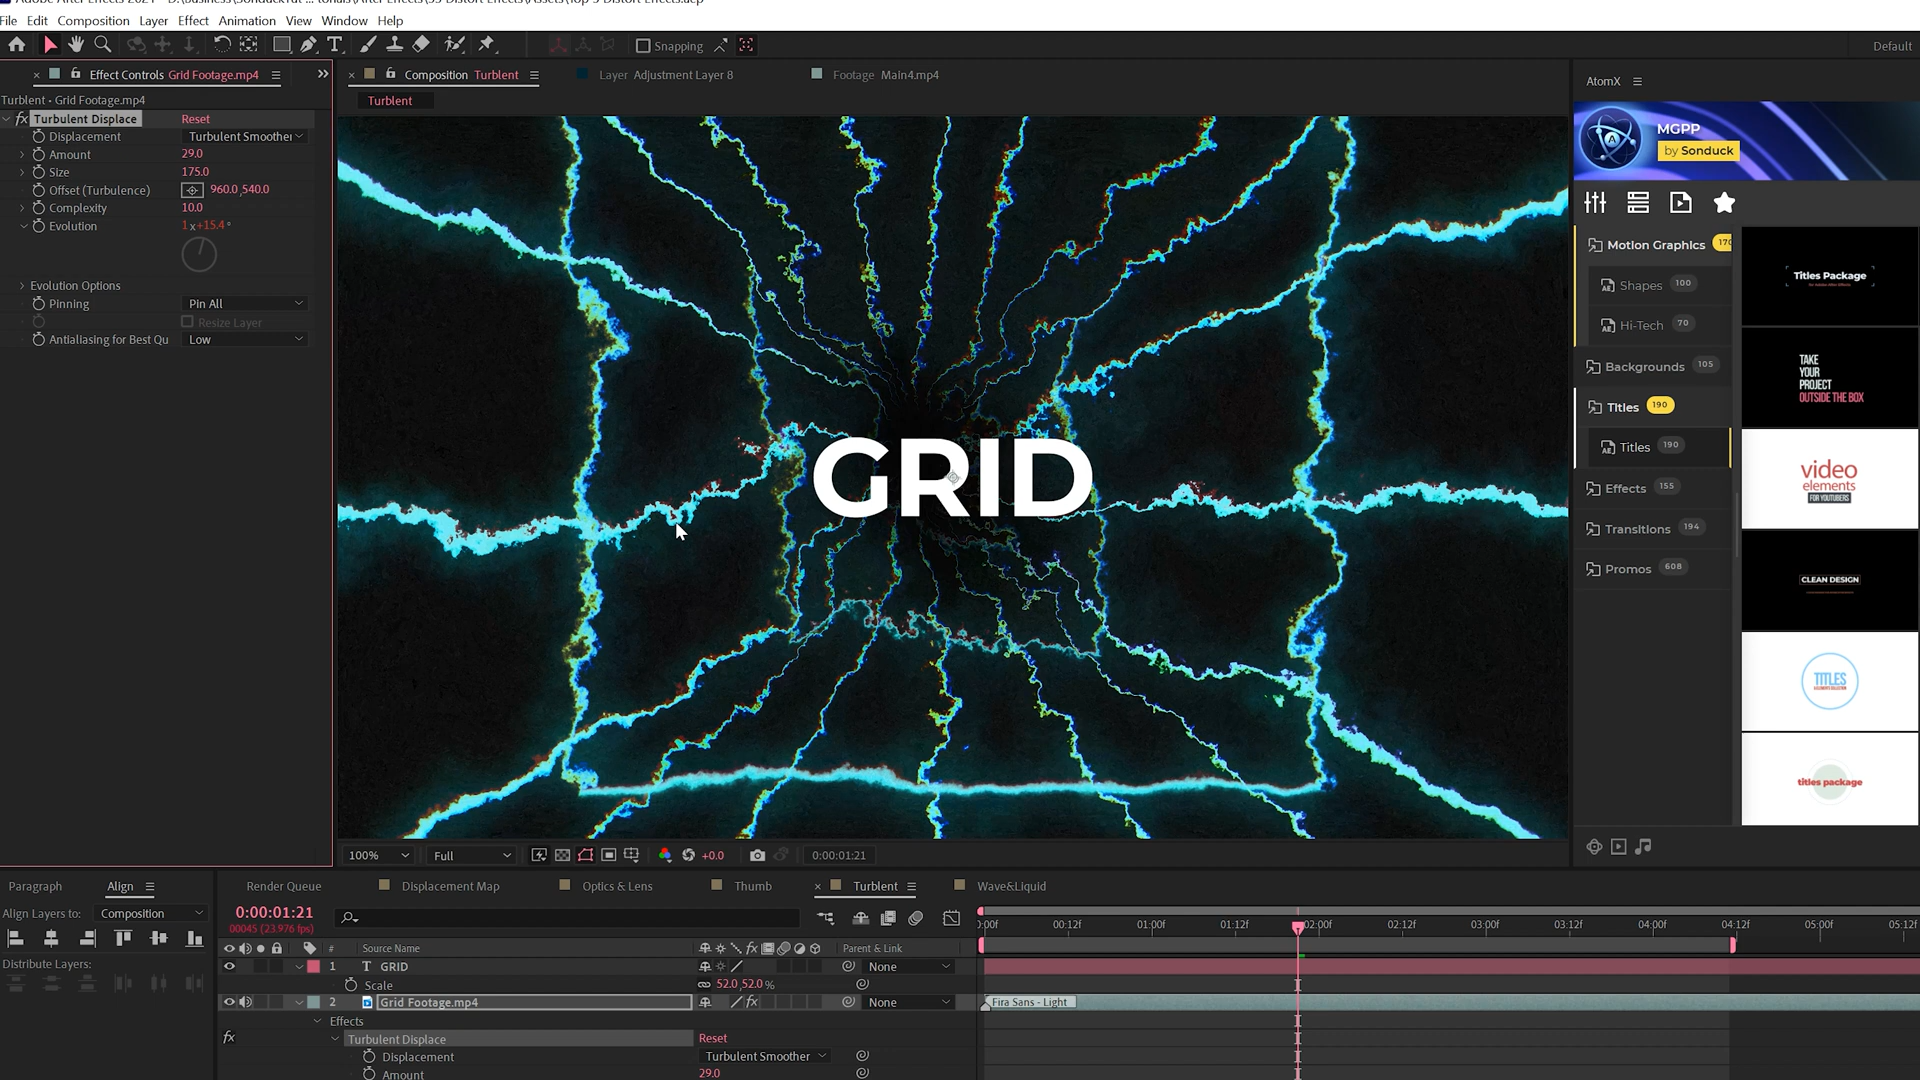 File Edit Composition Layer Effect Animation View Window Help
Snapping
Default
Effect Controls Grid Footage.mp4
Composition Turblent
Layer Adjustment Layer 8
Footage Main4.mp4
AtomX
Turblent • Grid Footage.mp4
Turblent
fx Turbulent Displace Reset
Displacement Turbulent Smoother
Amount 29.0
Size 175.0
Offset (Turbulence) 960.0,540.0
Complexity 10.0
Evolution 1x+15.4°
Evolution Options
Pinning Pin All
Resize Layer
Antialiasing for Best Qu Low
GRID
MGPP
by Sonduck
Motion Graphics 170
Shapes 100
Hi-Tech 70
Backgrounds 105
Titles 190
Titles 190
Effects 155
Transitions 194
Promos 608
Titles Package
TAKE
YOUR
PROJECT
OUTSIDE THE BOX
video
elements
FOR YOUTUBERS
CLEAN DESIGN
TITLES
titles package
100% Full +0.0 0:00:01:21
Paragraph Align
Align Layers to: Composition
Distribute Layers:
Render Queue Displacement Map Optics & Lens Thumb Turblent Wave&Liquid
0:00:01:21
00045 (23.976 fps)
:00f 00:12f 01:00f 01:12f 02:00f 02:12f 03:00f 03:12f 04:00f 04:12f 05:00f 05:12f
# Source Name fx Parent & Link
1 T GRID None
Scale 52.0,52.0%
2 Grid Footage.mp4 fx None
Fira Sans - Light
Effects
fx Turbulent Displace Reset
Displacement Turbulent Smoother
Amount 29.0